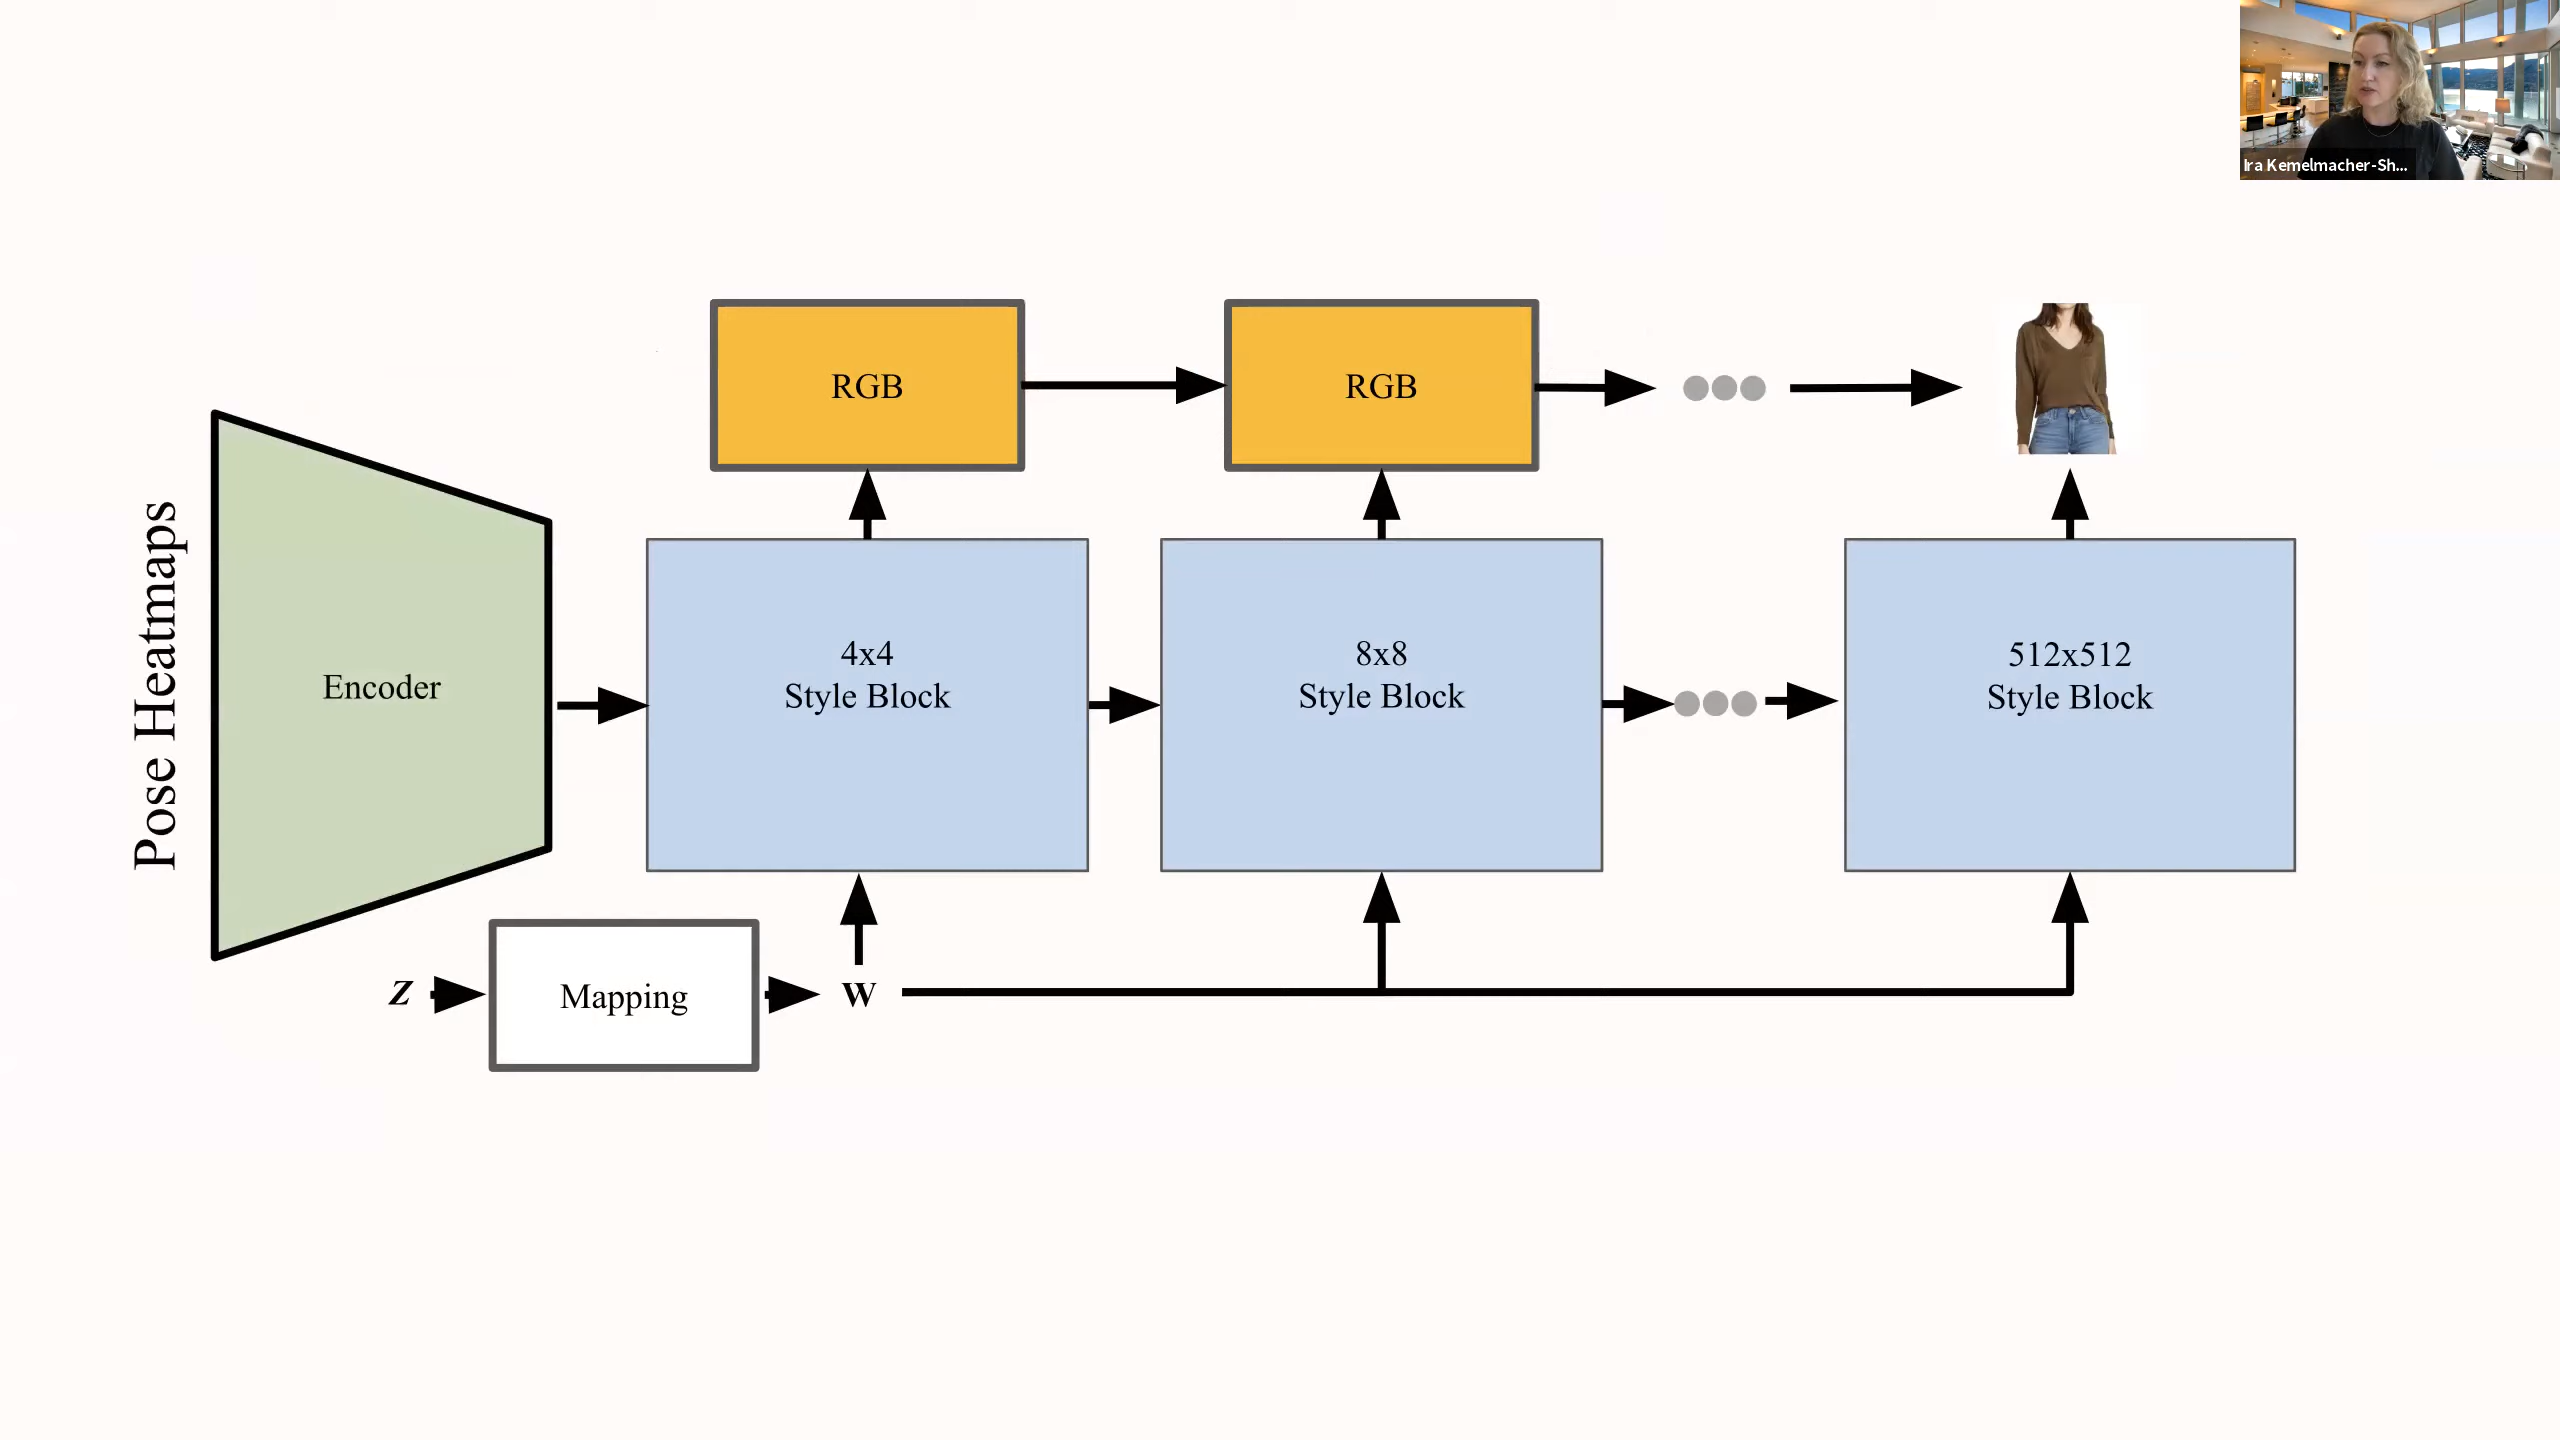 Ira Kemelmacher-Sh...
RGB
RGB
Pose Heatmaps
Encoder
4x4
Style Block
8x8
Style Block
512x512
Style Block
z
Mapping
w